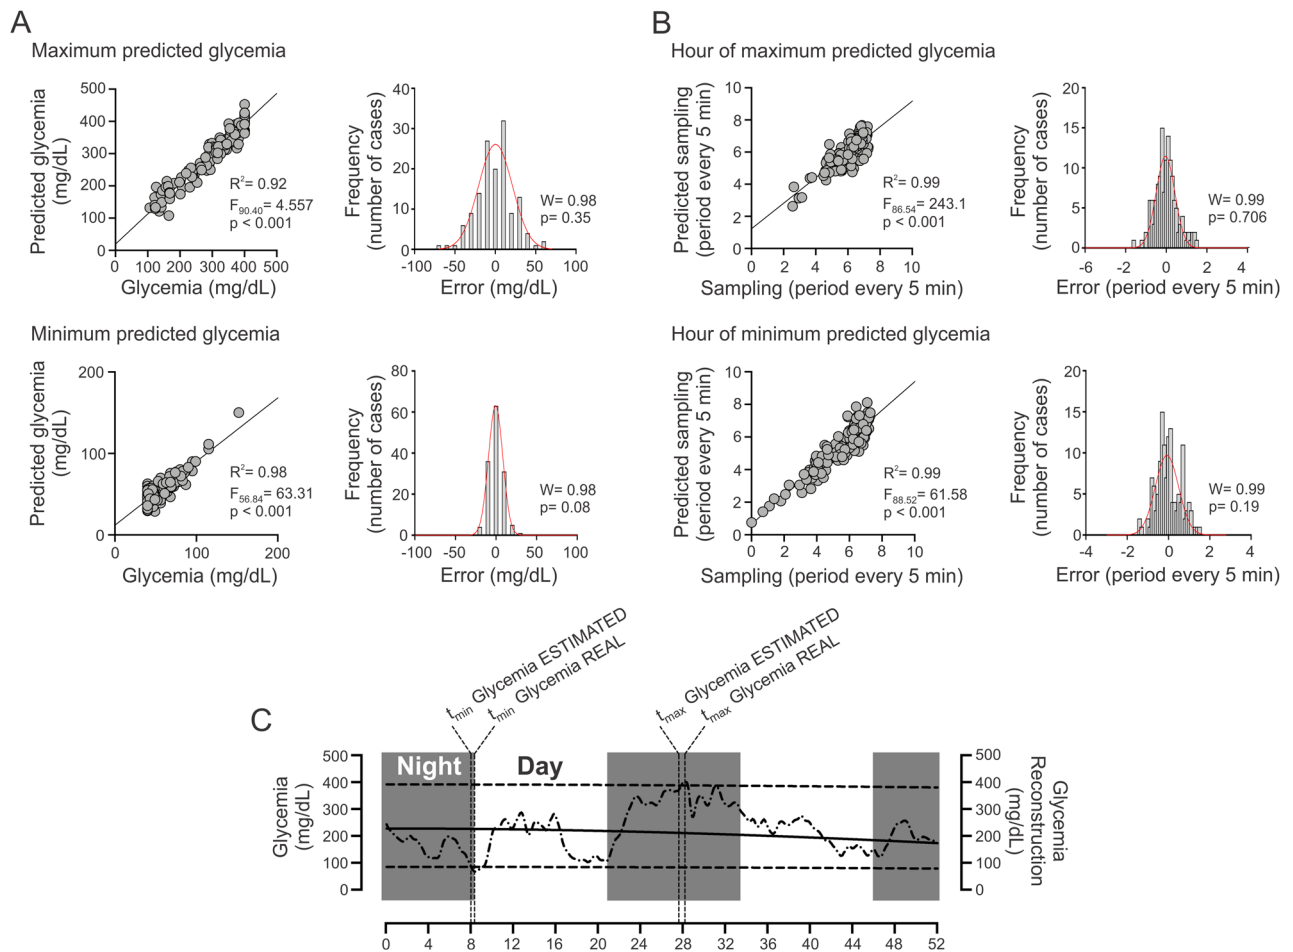 A
Maximum predicted glycemia
Predicted glycemia
(mg/dL)
500
400
300
200
100
0
0 100 200 300 400 500
Glycemia (mg/dL)
R²= 0.92
F90.40= 4.557
p < 0.001
Frequency
(number of cases)
40
30
20
10
0
-100 -50 0 50 100
Error (mg/dL)
W= 0.98
p= 0.35
Minimum predicted glycemia
Predicted glycemia
(mg/dL)
200
100
0
0 100 200
Glycemia (mg/dL)
R²= 0.98
F56.84= 63.31
p < 0.001
Frequency
(number of cases)
80
60
40
20
0
-100 -50 0 50 100
Error (mg/dL)
W= 0.98
p= 0.08
B
Hour of maximum predicted glycemia
Predicted sampling
(period every 5 min)
10
8
6
4
2
0
0 2 4 6 8 10
Sampling (period every 5 min)
R²= 0.99
F86.54= 243.1
p < 0.001
Frequency
(number of cases)
20
15
10
5
0
-6 -4 -2 0 2 4
Error (period every 5 min)
W= 0.99
p= 0.706
Hour of minimum predicted glycemia
Predicted sampling
(period every 5 min)
10
8
6
4
2
0
0 2 4 6 8 10
Sampling (period every 5 min)
R²= 0.99
F88.52= 61.58
p < 0.001
Frequency
(number of cases)
20
15
10
5
0
-4 -2 0 2 4
Error (period every 5 min)
W= 0.99
p= 0.19
C
tmin Glycemia ESTIMATED
tmin Glycemia REAL
tmax Glycemia ESTIMATED
tmax Glycemia REAL
Night
Day
Glycemia
(mg/dL)
500
400
300
200
100
0
500
400
300
200
100
0
Glycemia
Reconstruction
(mg/dL)
0 4 8 12 16 20 24 28 32 36 40 44 48 52